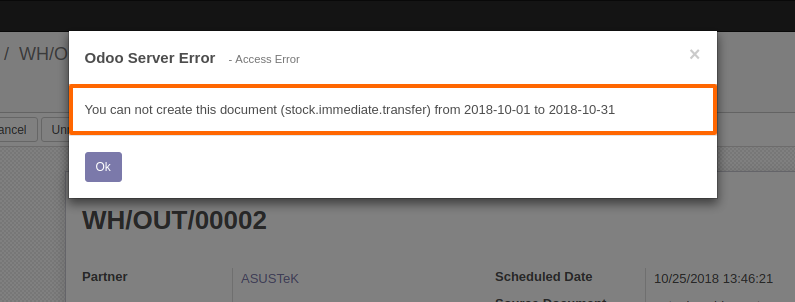 / WH/O
Odoo Server Error - Access Error
×
You can not create this document (stock.immediate.transfer) from 2018-10-01 to 2018-10-31
ancel Un
Ok
WH/OUT/00002
Partner ASUSTeK Scheduled Date 10/25/2018 13:46:21